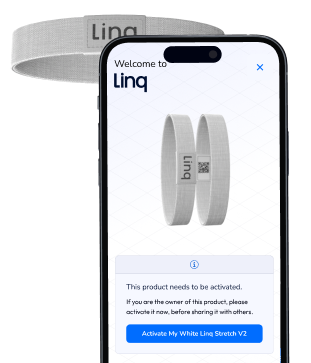 Linq
Welcome to
Linq
Linq
This product needs to be activated.
If you are the owner of this product, please
activate it now, before sharing it with others.
Activate My White Linq Stretch V2